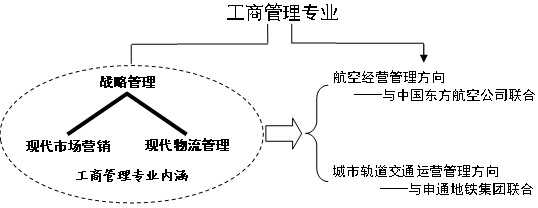 工商管理专业
战略管理
现代市场营销
现代物流管理
工商管理专业内涵
航空经营管理方向
——与中国东方航空公司联合
城市轨道交通运营管理方向
——与申通地铁集团联合